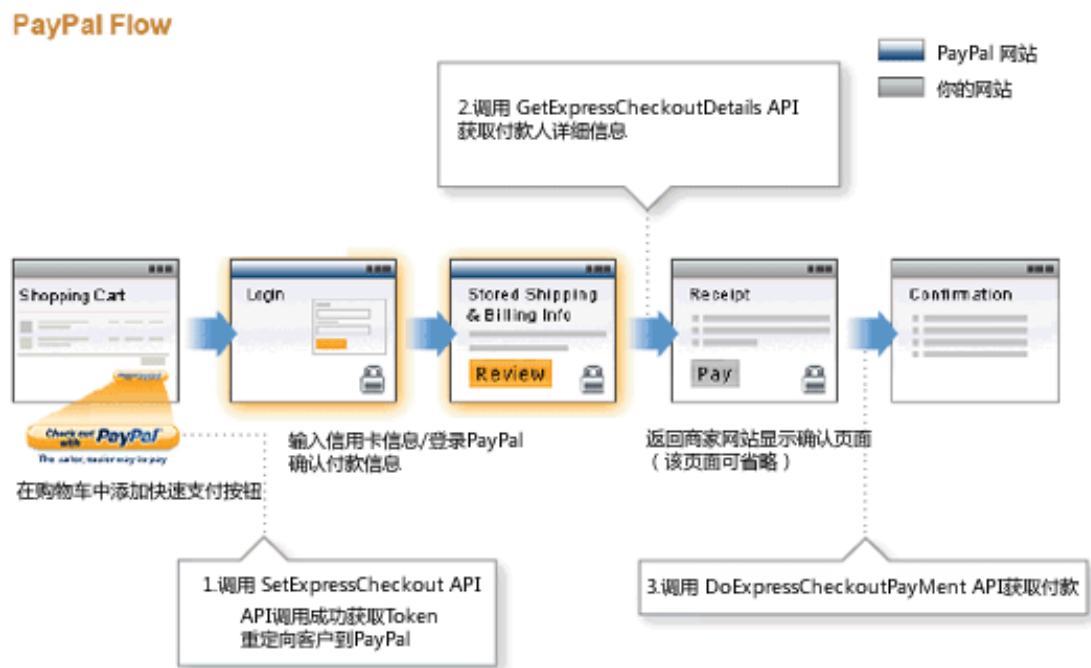 PayPal Flow
PayPal 网站
你的网站
2.调用 GetExpressCheckoutDetails API
获取付款人详细信息
Shopping Cart
Login
Stored Shipping
& Billing Info
Review
Receipt
Pay
Confirmation
Check out
with PayPal
The safer, easier way to pay
在购物车中添加快速支付按钮
输入信用卡信息/登录PayPal
确认付款信息
返回商家网站显示确认页面
（该页面可省略）
1.调用 SetExpressCheckout API
API调用成功获取Token
重定向客户到PayPal
3.调用 DoExpressCheckoutPayMent API获取付款